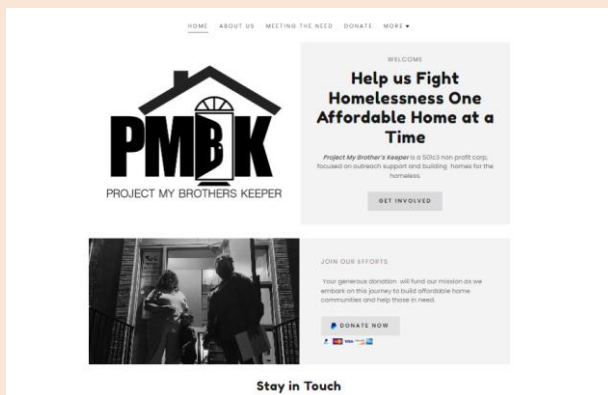 HOME ABOUT US MEETING THE NEED DONATE MORE
PMBK
PROJECT MY BROTHERS KEEPER
WELCOME
Help us Fight
Homelessness One
Affordable Home at a
Time
Project My Brother's Keeper is a 501c3 non profit corp,
focused on outreach support and building homes for the
homeless.
GET INVOLVED
JOIN OUR EFFORTS
Your generous donation will fund our mission as we
embark on this journey to build affordable home
communities and help those in need.
DONATE NOW
VISA
Stay in Touch